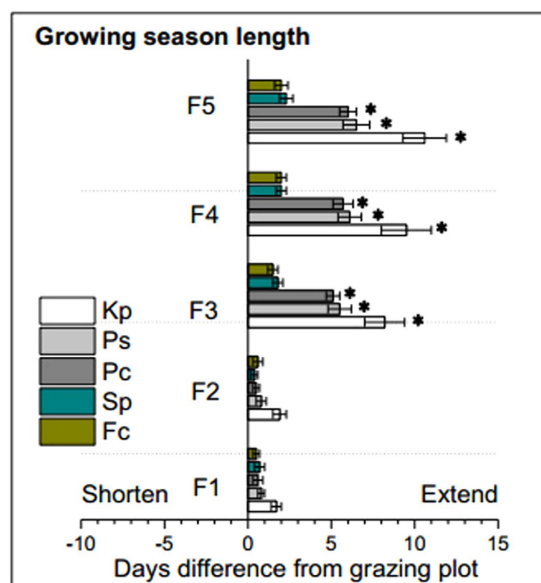 Growing season length
F5
*
*
*
F4
*
*
*
F3
*
*
*
Kp
Ps
Pc
Sp
Fc
F2
F1
Shorten
Extend
-10 -5 0 5 10 15
Days difference from grazing plot